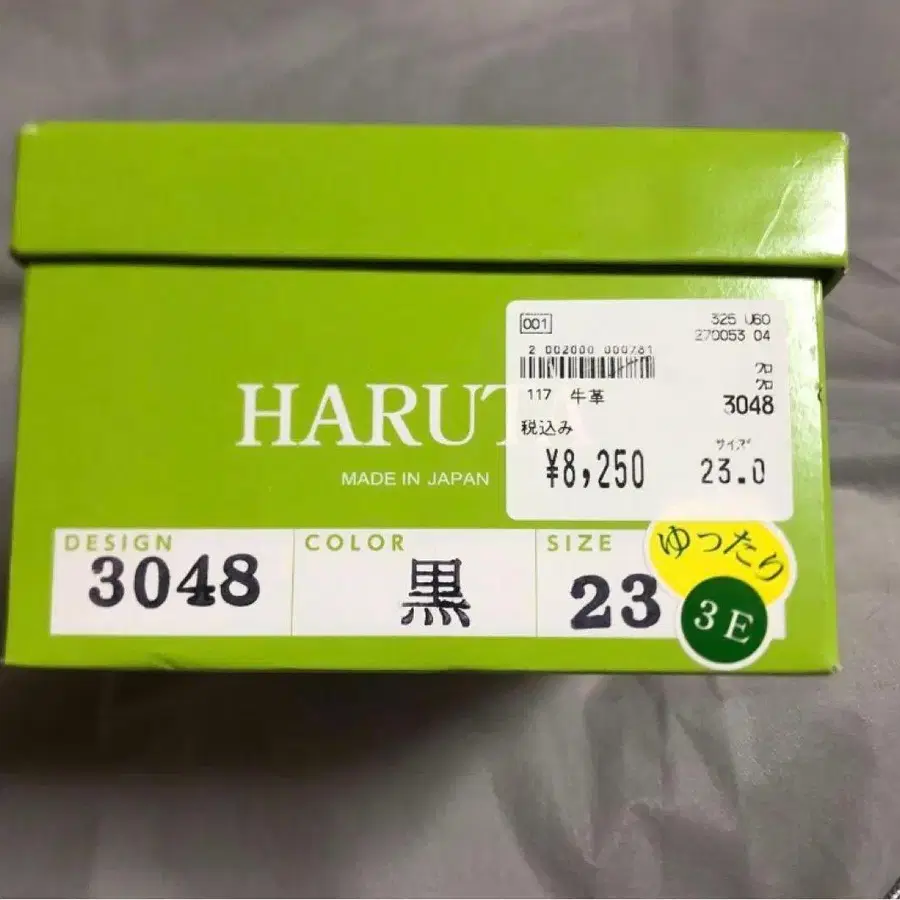 001
325 U60
270053 04
2 002000 000781
クロ
クロ
117 牛革
3048
税込み
サイズ
¥8,250
23.0
HARUTA
MADE IN JAPAN
DESIGN
3048
COLOR
黒
SIZE
23
ゆったり
3E